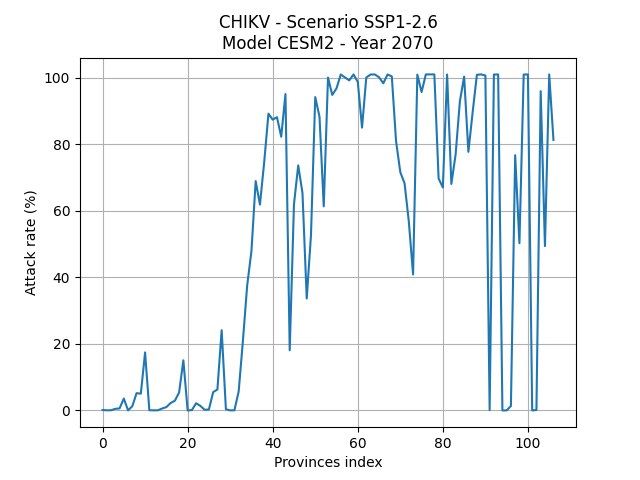 CHIKV - Scenario SSP1-2.6
Model CESM2 - Year 2070
100
80
60
40
20
0
Attack rate (%)
0 20 40 60 80 100
Provinces index